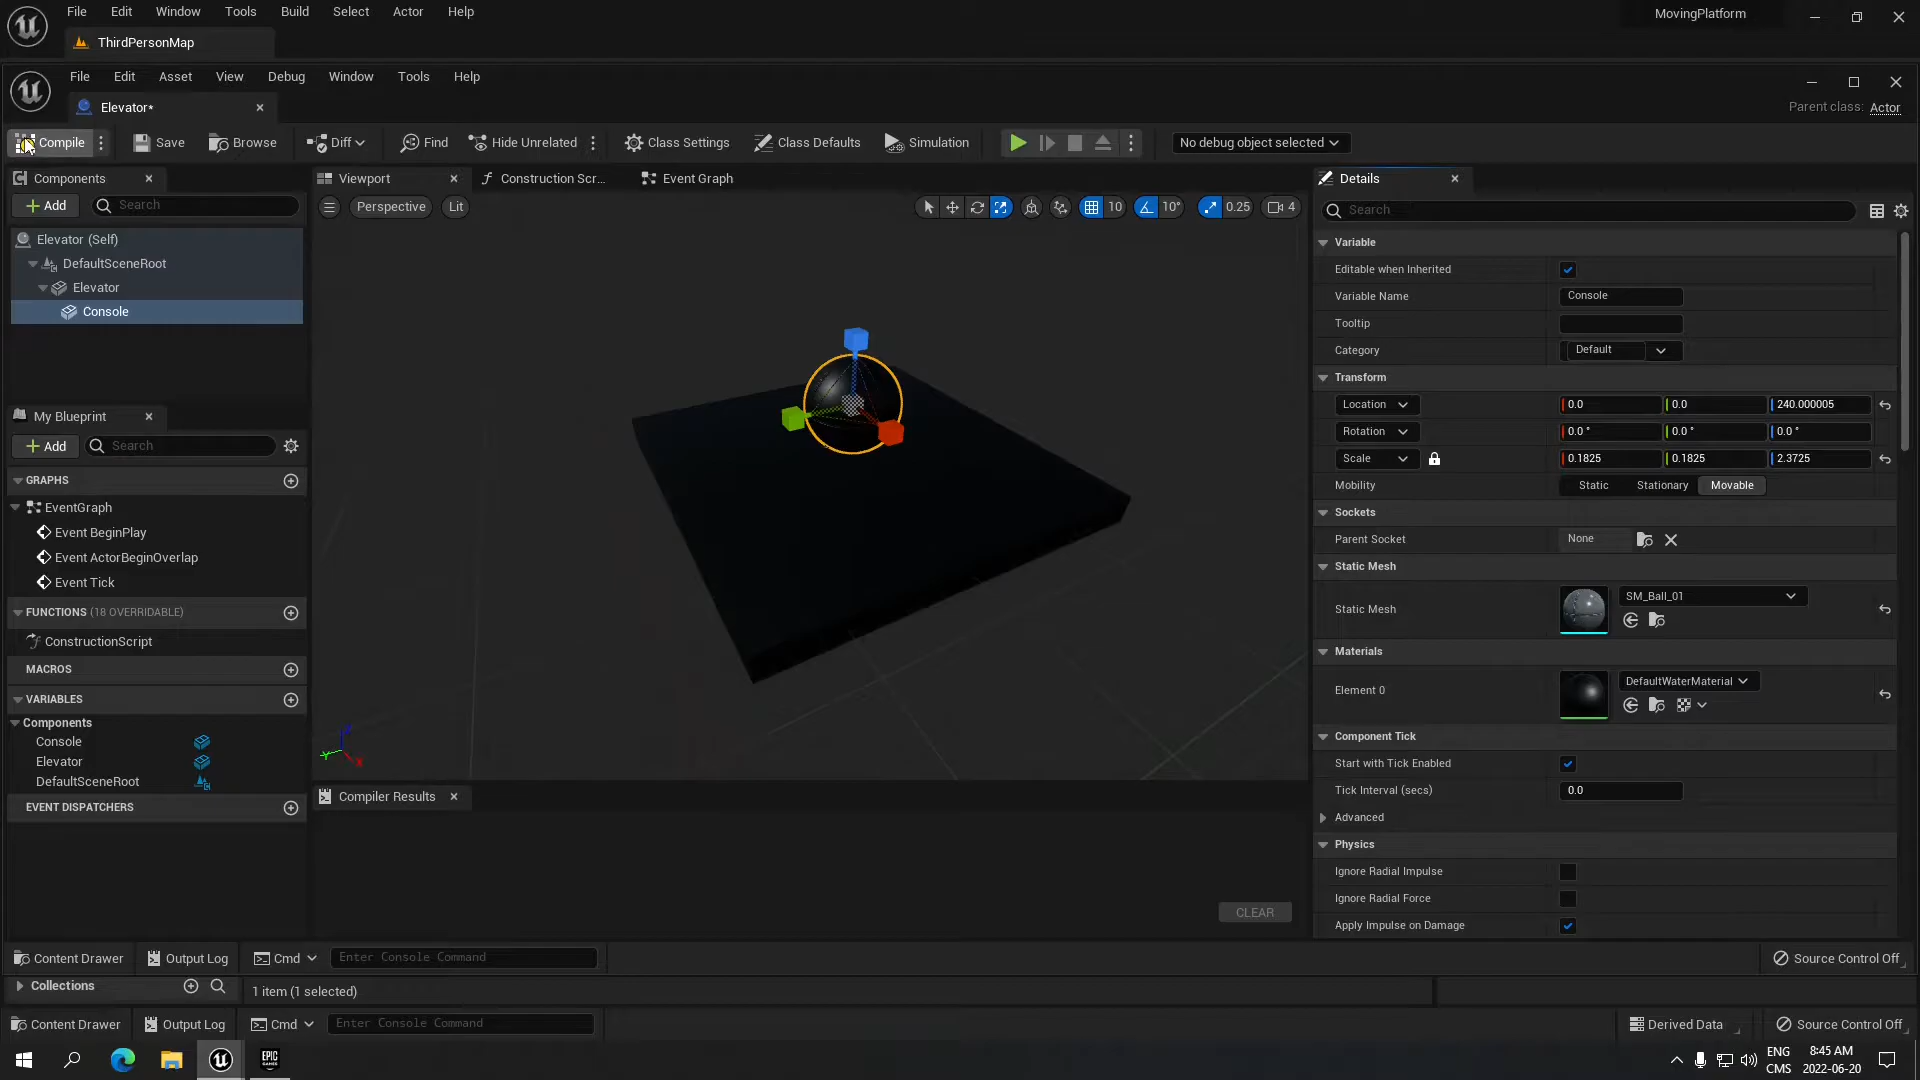 File Edit Window Tools Build Select Actor Help
MovingPlatform
ThirdPersonMap
File Edit Asset View Debug Window Tools Help
Elevator*
Parent class: Actor
Compile Save Browse Diff Find Hide Unrelated Class Settings Class Defaults Simulation No debug object selected
Components
Add Search
Elevator (Self)
DefaultSceneRoot
Elevator
Console
My Blueprint
Add Search
GRAPHS
EventGraph
Event BeginPlay
Event ActorBeginOverlap
Event Tick
FUNCTIONS (18 OVERRIDABLE)
ConstructionScript
MACROS
VARIABLES
Components
Console
Elevator
DefaultSceneRoot
EVENT DISPATCHERS
Viewport Construction Scr... Event Graph
Perspective Lit 10 10° 0.25 4
Compiler Results
CLEAR
Details
Search
Variable
Editable when Inherited
Variable Name Console
Tooltip
Category Default
Transform
Location 0.0 0.0 240.000005
Rotation 0.0 ° 0.0 ° 0.0 °
Scale 0.1825 0.1825 2.3725
Mobility Static Stationary Movable
Sockets
Parent Socket None
Static Mesh
Static Mesh SM_Ball_01
Materials
Element 0 DefaultWaterMaterial
Component Tick
Start with Tick Enabled
Tick Interval (secs) 0.0
Advanced
Physics
Ignore Radial Impulse
Ignore Radial Force
Apply Impulse on Damage
Content Drawer Output Log Cmd Enter Console Command Source Control Off
Collections 1 item (1 selected)
Content Drawer Output Log Cmd Enter Console Command Derived Data Source Control Off
EPIC GAMES
ENG 8:45 AM
CMS 2022-06-20